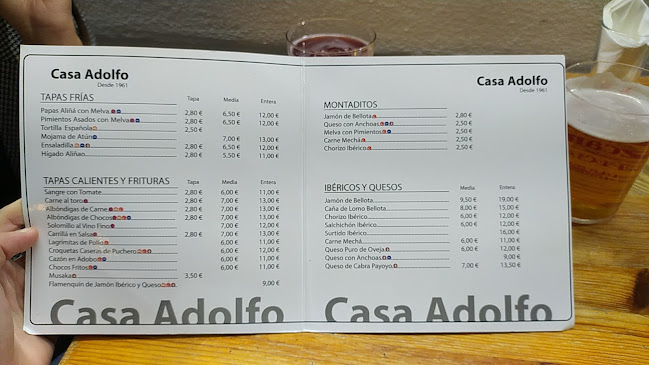 Casa Adolfo
Desde 1961
TAPAS FRÍAS Tapa Media Entera
Papas Aliñá con Melva 2,80 € 6,50 € 12,00 €
Pimientos Asados con Melva 2,80 € 6,50 € 12,00 €
Tortilla Española 2,50 €
Mojama de Atún 7,00 € 13,00 €
Ensaladilla 2,80 € 6,50 € 12,00 €
Higado Aliñao 2,80 € 5,50 € 11,00 €
TAPAS CALIENTES Y FRITURAS Tapa Media Entera
Sangre con Tomate 2,80 € 6,00 € 11,00 €
Carne al toro 2,80 € 7,00 € 13,00 €
Albóndigas de Carne 2,80 € 7,00 € 13,00 €
Albóndigas de Chocos 2,80 € 7,00 € 13,00 €
Solomillo al Vino Fino 7,00 € 13,00 €
Carrillá en Salsa 2,80 € 7,00 € 13,00 €
Lagrimitas de Pollo 6,00 € 11,00 €
Croquetas Caseras de Puchero 6,00 € 11,00 €
Cazón en Adobo 6,00 € 11,00 €
Chocos Fritos 6,00 € 11,00 €
Musaka 3,50 €
Flamenquin de Jamón Ibérico y Queso 9,00 €
Casa Adolfo
Casa Adolfo
Desde 1961
MONTADITOS
Jamón de Bellota 2,80 €
Queso con Anchoas 2,50 €
Melva con Pimientos 2,50 €
Carne Mechá 2,50 €
Chorizo Ibérico 2,50 €
IBÉRICOS Y QUESOS Media Entera
Jamón de Bellota 9,50 € 19,00 €
Caña de Lomo Bellota 8,00 € 15,00 €
Chorizo Ibérico 6,00 € 12,00 €
Salchichón Ibérico 6,00 € 12,00 €
Surtido Ibérico 16,00 €
Carne Mechá 6,00 € 11,00 €
Queso Puro de Oveja 6,00 € 12,00 €
Queso con Anchoas 9,00 €
Queso de Cabra Payoyo 7,00 € 13,50 €
Casa Adolfo